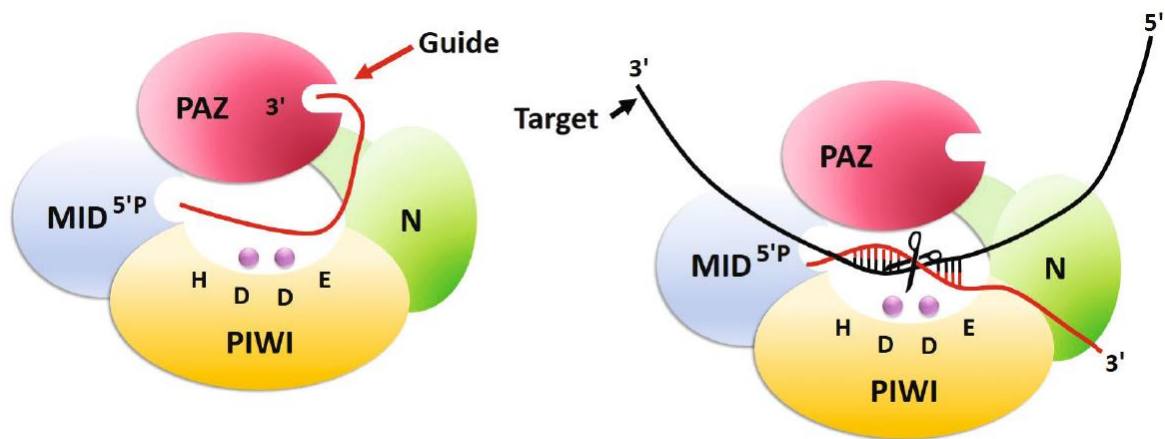 Guide
PAZ 3'
MID 5'P
N
H D D E
PIWI
5'
3'
Target
PAZ
MID 5'P
N
H D D E
PIWI
3'